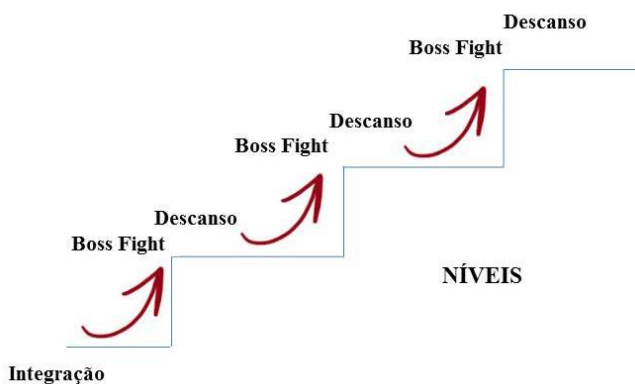 Descanso
Boss Fight
Descanso
Boss Fight
Descanso
Boss Fight
NÍVEIS
Integração